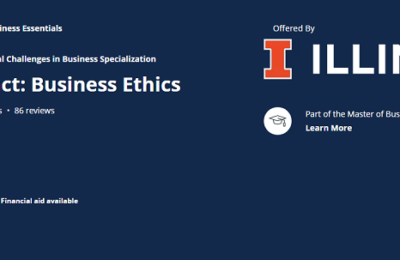 iness Essentials
l Challenges in Business Specialization
ct: Business Ethics
s • 86 reviews
Financial aid available
Offered By
I ILLIN
Part of the Master of Bus
Learn More